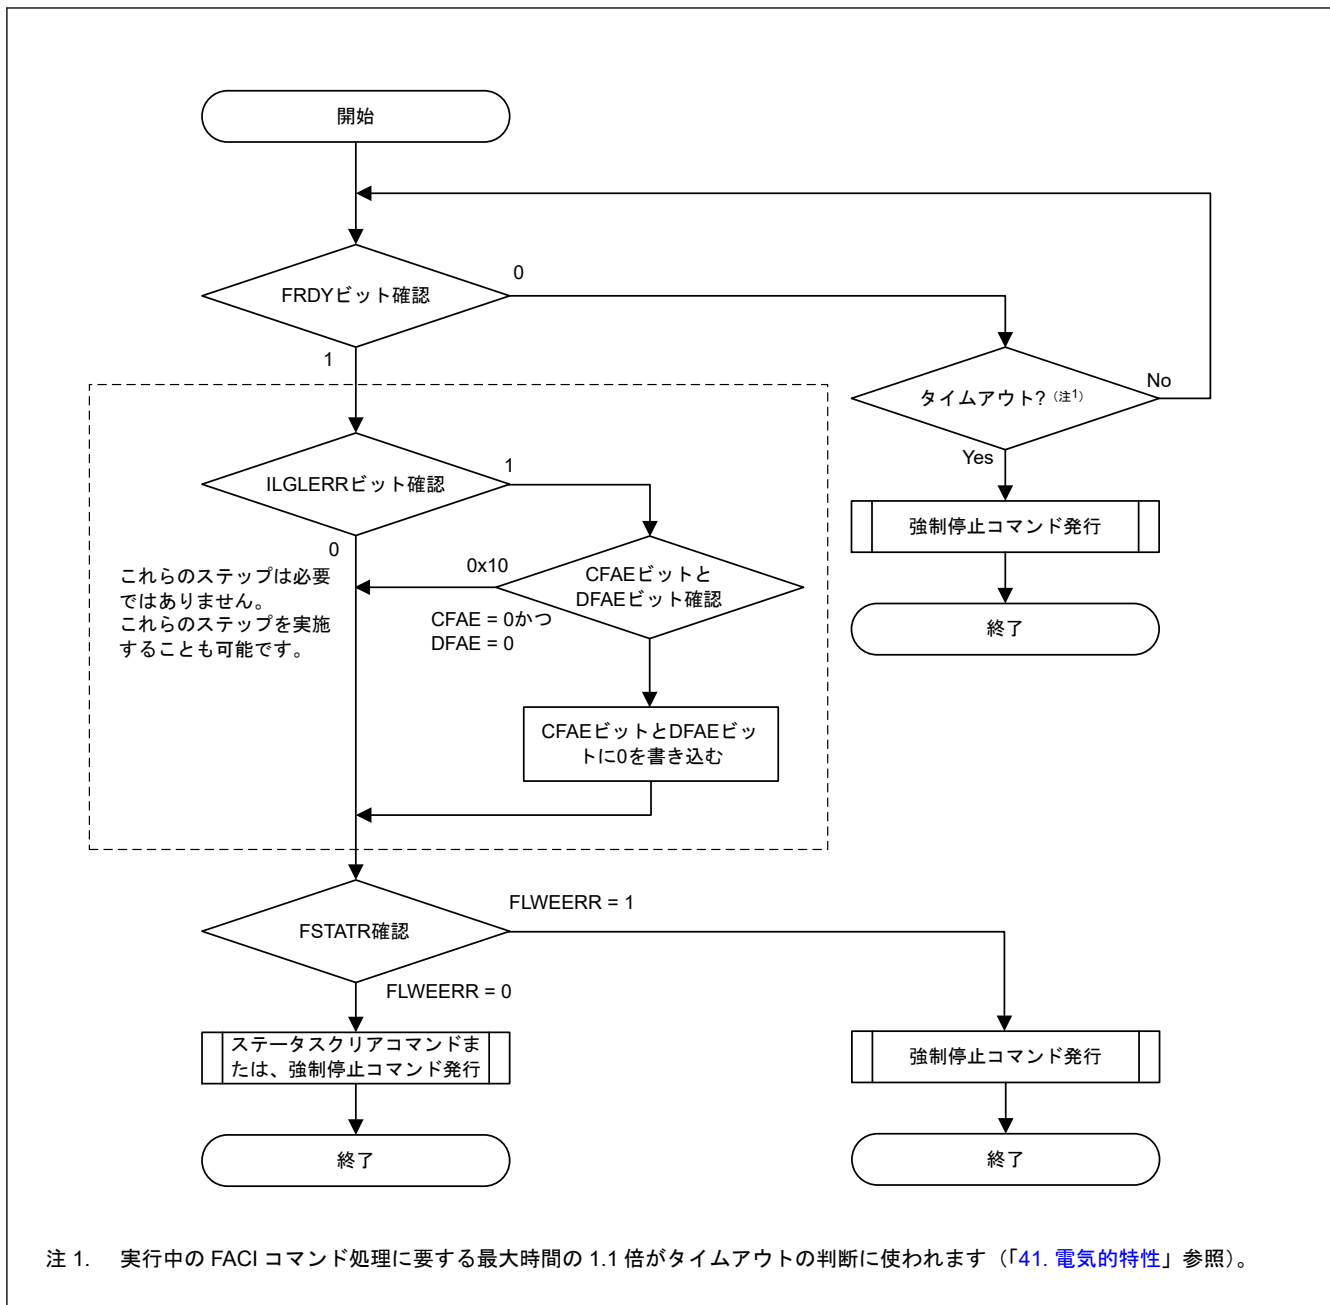 開始
FRDYビット確認
0
1
タイムアウト? (注1)
No
Yes
強制停止コマンド発行
終了
ILGLERRビット確認
1
0
これらのステップは必要
ではありません。
これらのステップを実施
することも可能です。
0x10
CFAEビットと
DFAEビット確認
CFAE = 0かつ
DFAE = 0
CFAEビットとDFAEビッ
トに0を書き込む
FSTATR確認
FLWEERR = 1
FLWEERR = 0
ステータスクリアコマンドま
たは、強制停止コマンド発行
強制停止コマンド発行
終了
終了
注 1. 実行中の FACI コマンド処理に要する最大時間の 1.1 倍がタイムアウトの判断に使われます（「41. 電気的特性」参照）。